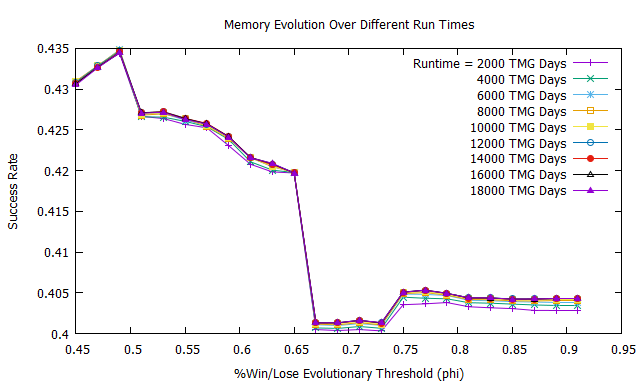 Memory Evolution Over Different Run Times
0.435
0.43
0.425
0.42
0.415
0.41
0.405
0.4
Success Rate
Runtime = 2000 TMG Days
4000 TMG Days
6000 TMG Days
8000 TMG Days
10000 TMG Days
12000 TMG Days
14000 TMG Days
16000 TMG Days
18000 TMG Days
0.45 0.5 0.55 0.6 0.65 0.7 0.75 0.8 0.85 0.9 0.95
%Win/Lose Evolutionary Threshold (phi)